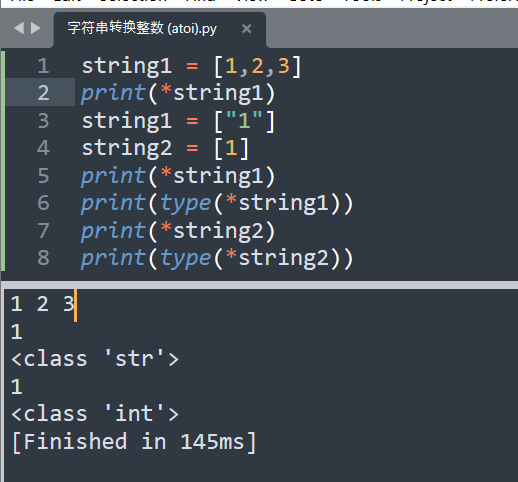 字符串转换整数 (atoi).py
1 string1 = [1,2,3]
2 print(*string1)
3 string1 = ["1"]
4 string2 = [1]
5 print(*string1)
6 print(type(*string1))
7 print(*string2)
8 print(type(*string2))
1 2 3
1
<class 'str'>
1
<class 'int'>
[Finished in 145ms]